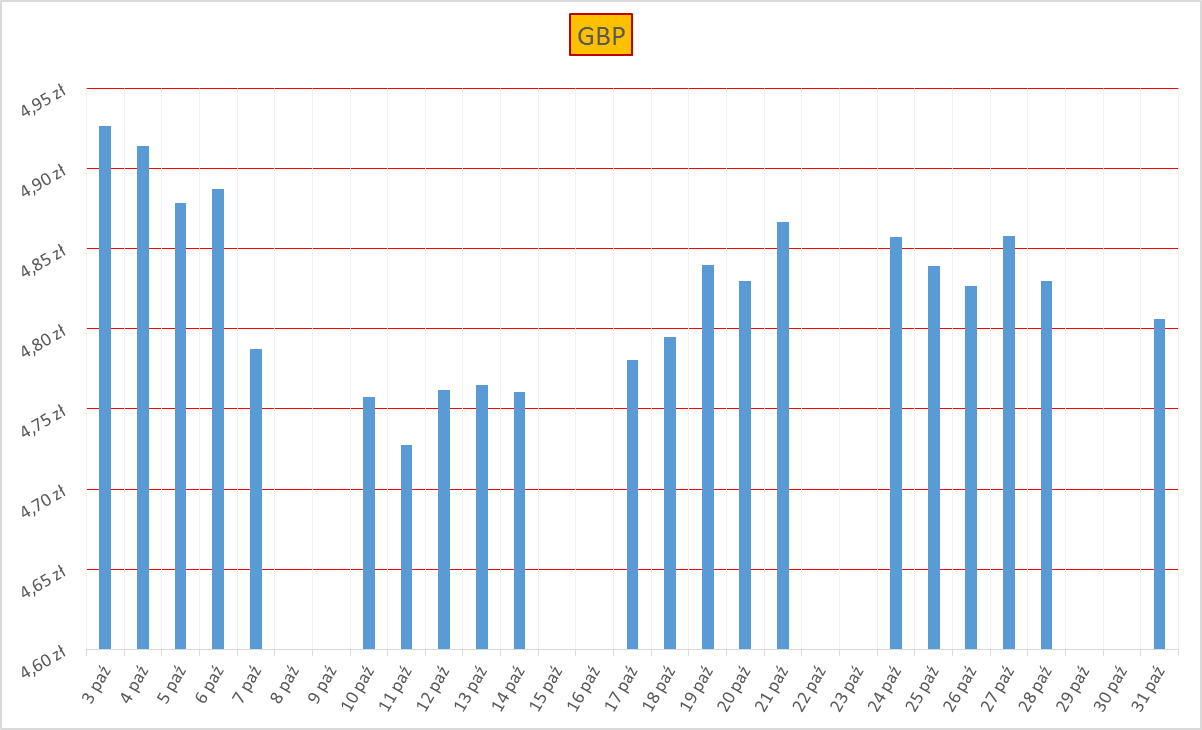 GBP
4,95 zł
4,90 zł
4,85 zł
4,80 zł
4,75 zł
4,70 zł
4,65 zł
4,60 zł
3 paź
4 paź
5 paź
6 paź
7 paź
8 paź
9 paź
10 paź
11 paź
12 paź
13 paź
14 paź
15 paź
16 paź
17 paź
18 paź
19 paź
20 paź
21 paź
22 paź
23 paź
24 paź
25 paź
26 paź
27 paź
28 paź
29 paź
30 paź
31 paź